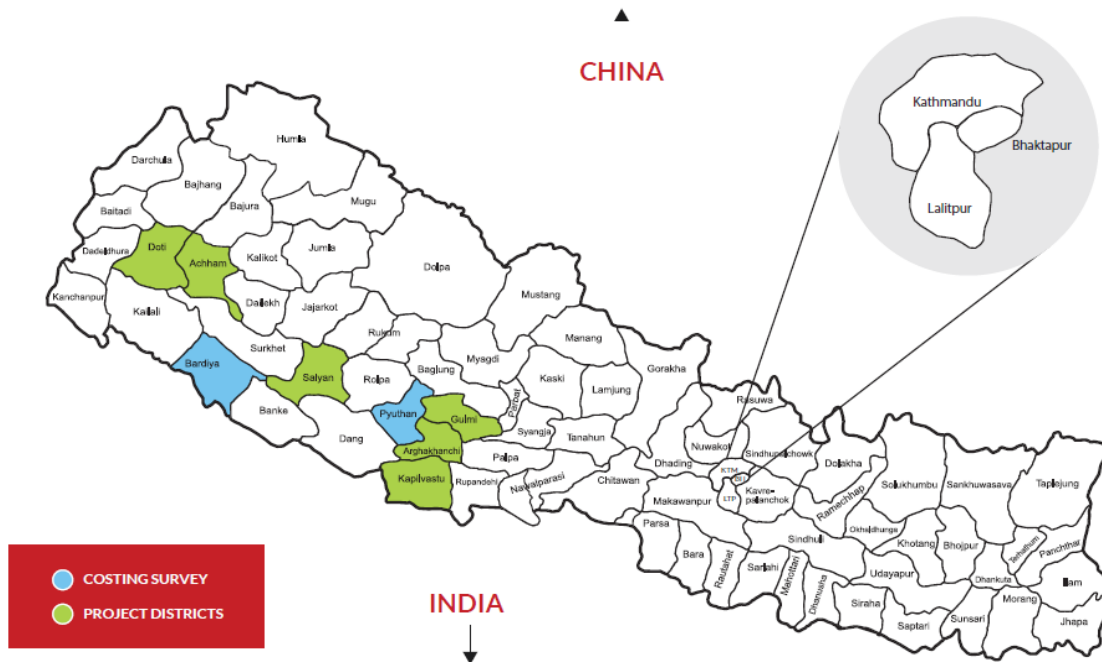 CHINA
Kathmandu
Bhaktapur
Lalitpur
Humla
Darchula
Bajhang
Mugu
Bajura
Baitadi
Dadeldhura
Doti
Achham
Kalikot
Jumla
Dolpa
Kanchanpur
Kailali
Dailekh
Jajarkot
Mustang
Surkhet
Rukum
Manang
Bardiya
Salyan
Rolpa
Baglung
Myagdi
Kaski
Lamjung
Gorakha
Banke
Dang
Pyuthan
Gulmi
Parbat
Syangja
Tanahun
Rasuwa
Nuwakot
Sindhupalchowk
Arghakhanchi
Palpa
Dhading
Dolakha
Kapilvastu
Rupandehi
Nawalparasi
Chitawan
KTM
BH
LTP
Kavre-
palanchok
Ramechhap
Solukhumbu
Sankhuwasava
Taplejung
Makawanpur
Parsa
Bara
Rautahat
Sarlahi
Mahottari
Dhanusha
Sindhuli
Okhaldhunga
Khotang
Bhojpur
Terhathum
Panchthar
Udayapur
Dhankuta
Ilam
Siraha
Saptari
Sunsari
Morang
Jhapa
COSTING SURVEY
PROJECT DISTRICTS
INDIA